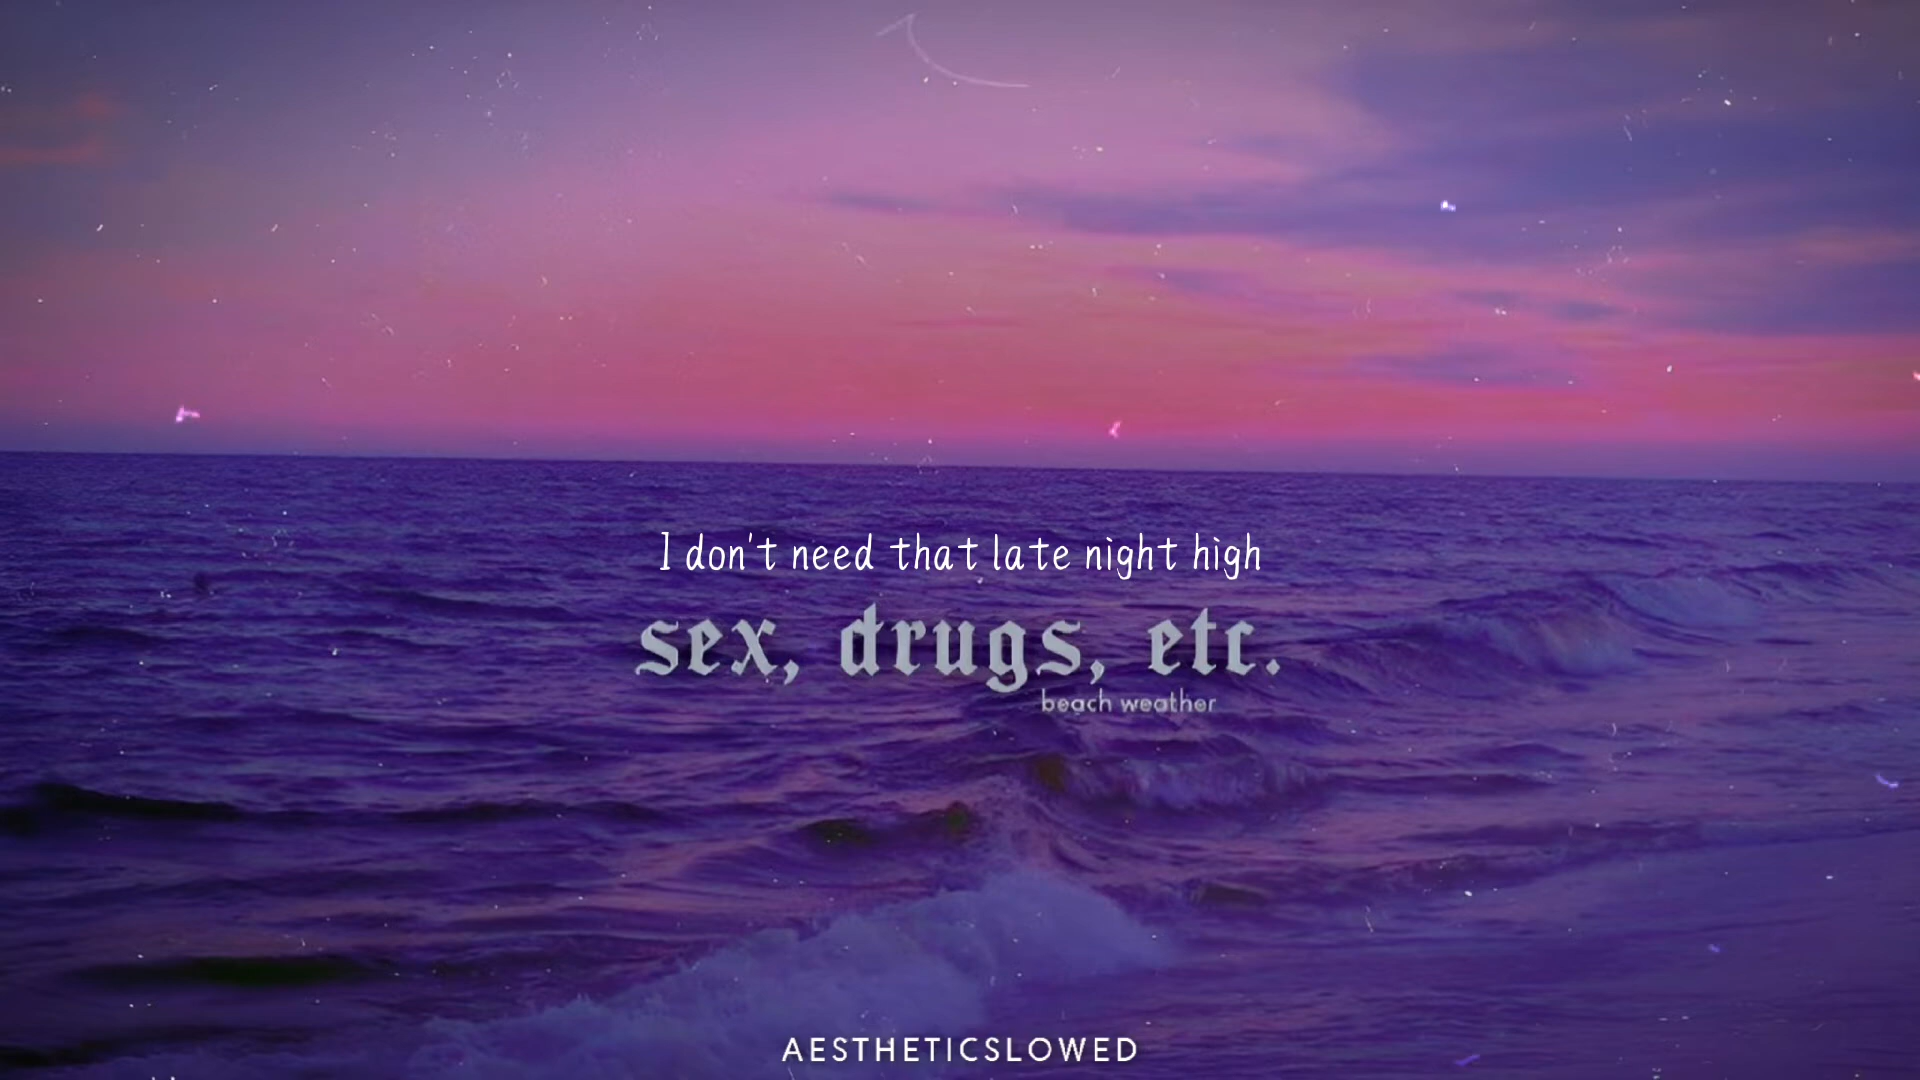 I don't need that late night high
sex, drugs, etc.
beach weather
AESTHETICSLOWED